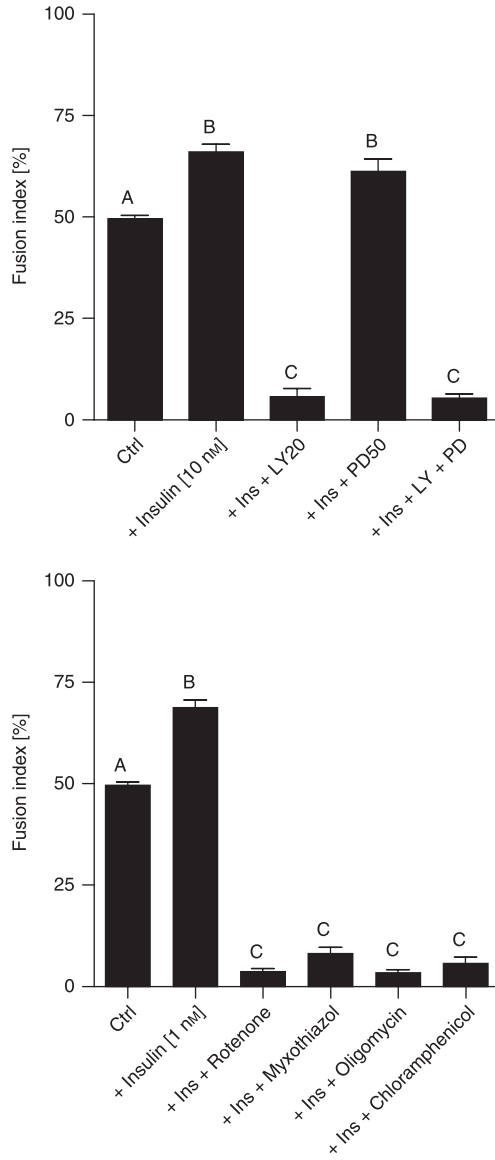 100
75
50
25
0
Fusion index [%]
A
B
C
B
C
Ctrl
+ Insulin [10 nM]
+ Ins + LY20
+ Ins + PD50
+ Ins + LY + PD
100
75
50
25
0
Fusion index [%]
A
B
C
C
C
C
Ctrl
+ Insulin [1 nM]
+ Ins + Rotenone
+ Ins + Myxothiazol
+ Ins + Oligomycin
+ Ins + Chloramphenicol